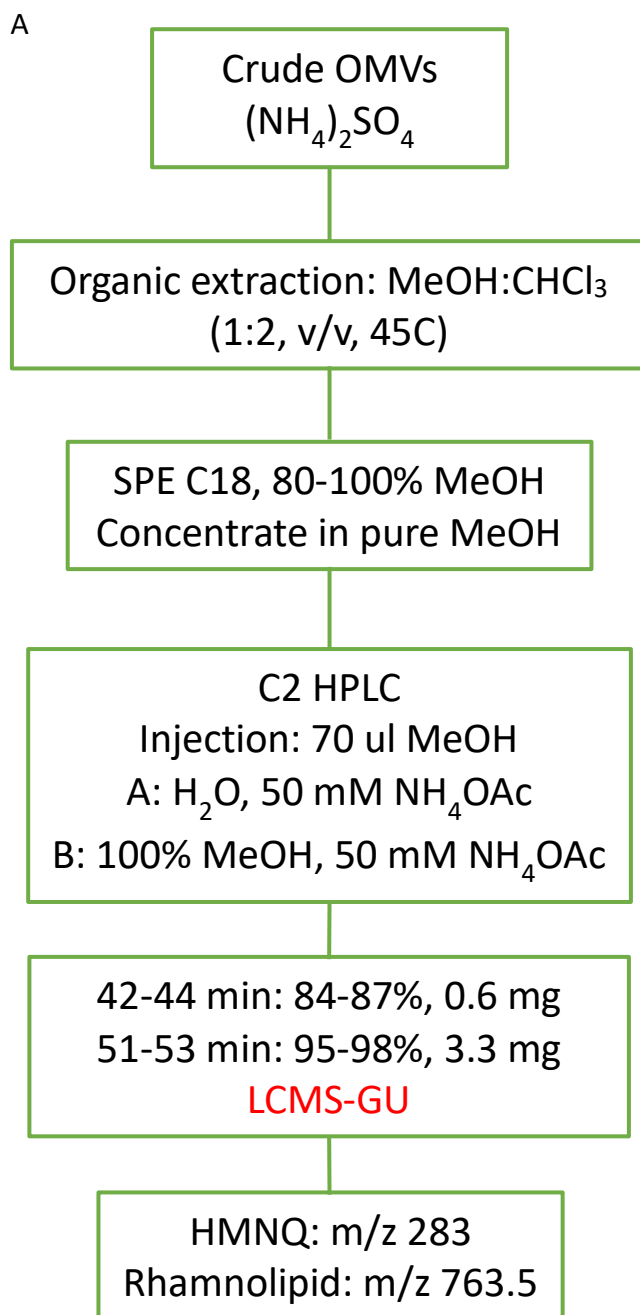 A
Crude OMVs
(NH₄)₂SO₄
Organic extraction: MeOH:CHCl₃
(1:2, v/v, 45C)
SPE C18, 80-100% MeOH
Concentrate in pure MeOH
C2 HPLC
Injection: 70 ul MeOH
A: H₂O, 50 mM NH₄OAc
B: 100% MeOH, 50 mM NH₄OAc
42-44 min: 84-87%, 0.6 mg
51-53 min: 95-98%, 3.3 mg
LCMS-GU
HMNQ: m/z 283
Rhamnolipid: m/z 763.5